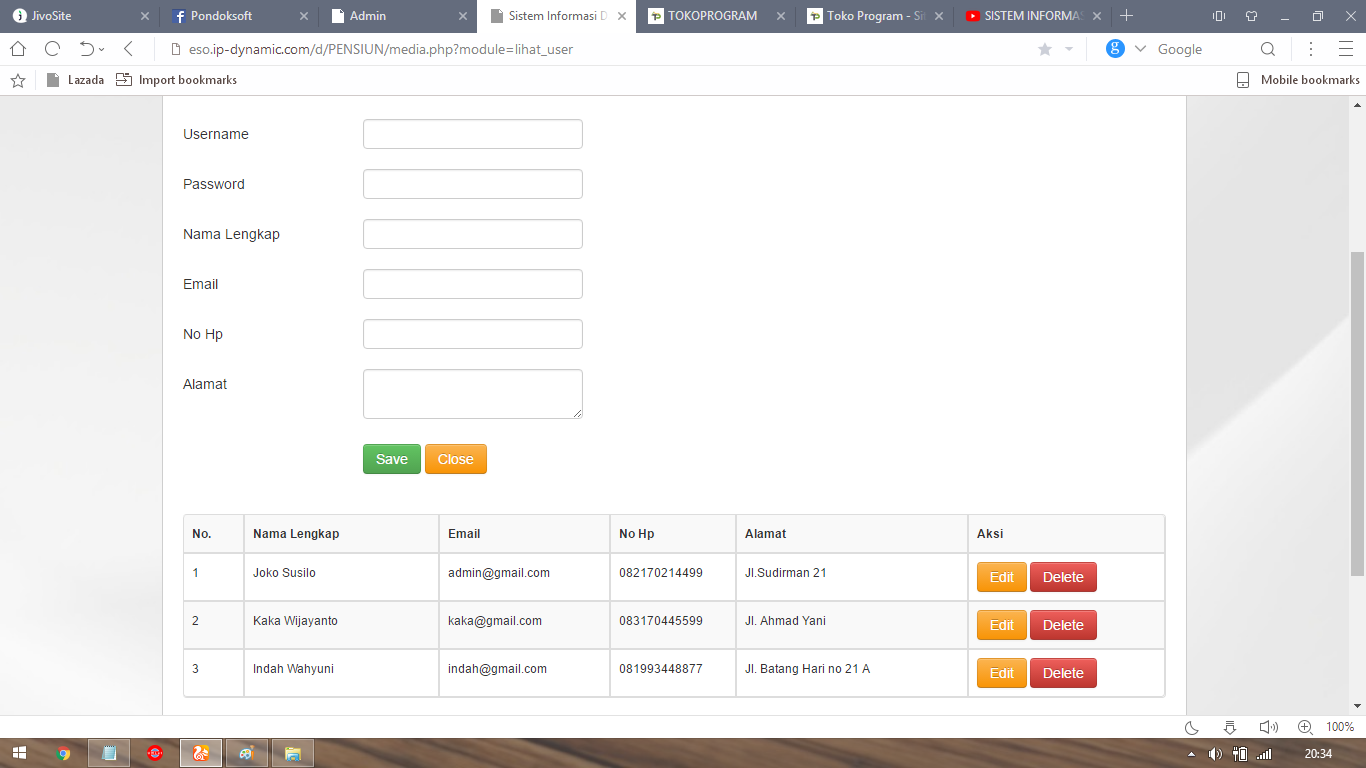 JivoSite Pondoksoft Admin Sistem Informasi D TOKOPROGRAM Toko Program - Si SISTEM INFORMA
eso.ip-dynamic.com/d/PENSIUN/media.php?module=lihat_user Google
Lazada Import bookmarks Mobile bookmarks
Username
Password
Nama Lengkap
Email
No Hp
Alamat
Save Close
No. Nama Lengkap Email No Hp Alamat Aksi
1 Joko Susilo admin@gmail.com 082170214499 Jl.Sudirman 21 Edit Delete
2 Kaka Wijayanto kaka@gmail.com 083170445599 Jl. Ahmad Yani Edit Delete
3 Indah Wahyuni indah@gmail.com 081993448877 Jl. Batang Hari no 21 A Edit Delete
100%
20:34